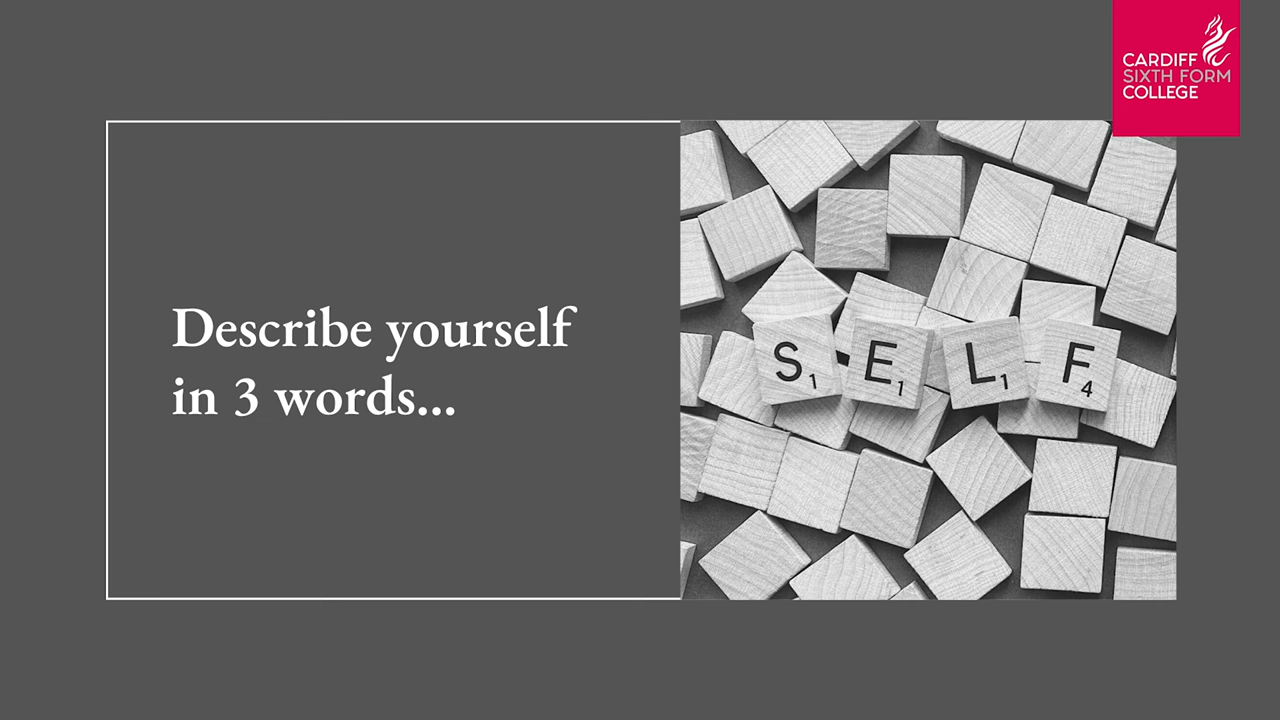 CARDIFF
SIXTH FORM
COLLEGE
Describe yourself
in 3 words...
S1 E1 L1 F4